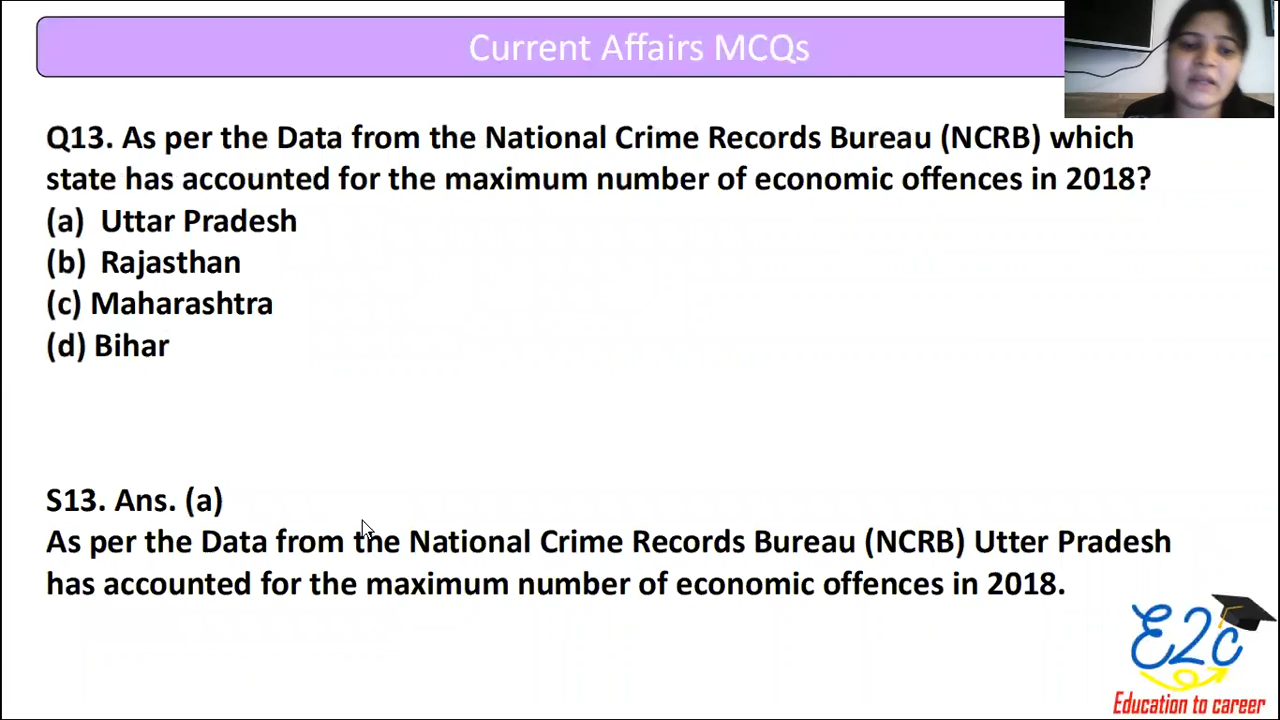 Current Affairs MCQs
Q13. As per the Data from the National Crime Records Bureau (NCRB) which
state has accounted for the maximum number of economic offences in 2018?
(a) Uttar Pradesh
(b) Rajasthan
(c) Maharashtra
(d) Bihar
S13. Ans. (a)
As per the Data from the National Crime Records Bureau (NCRB) Utter Pradesh
has accounted for the maximum number of economic offences in 2018.
E2C
Education to career